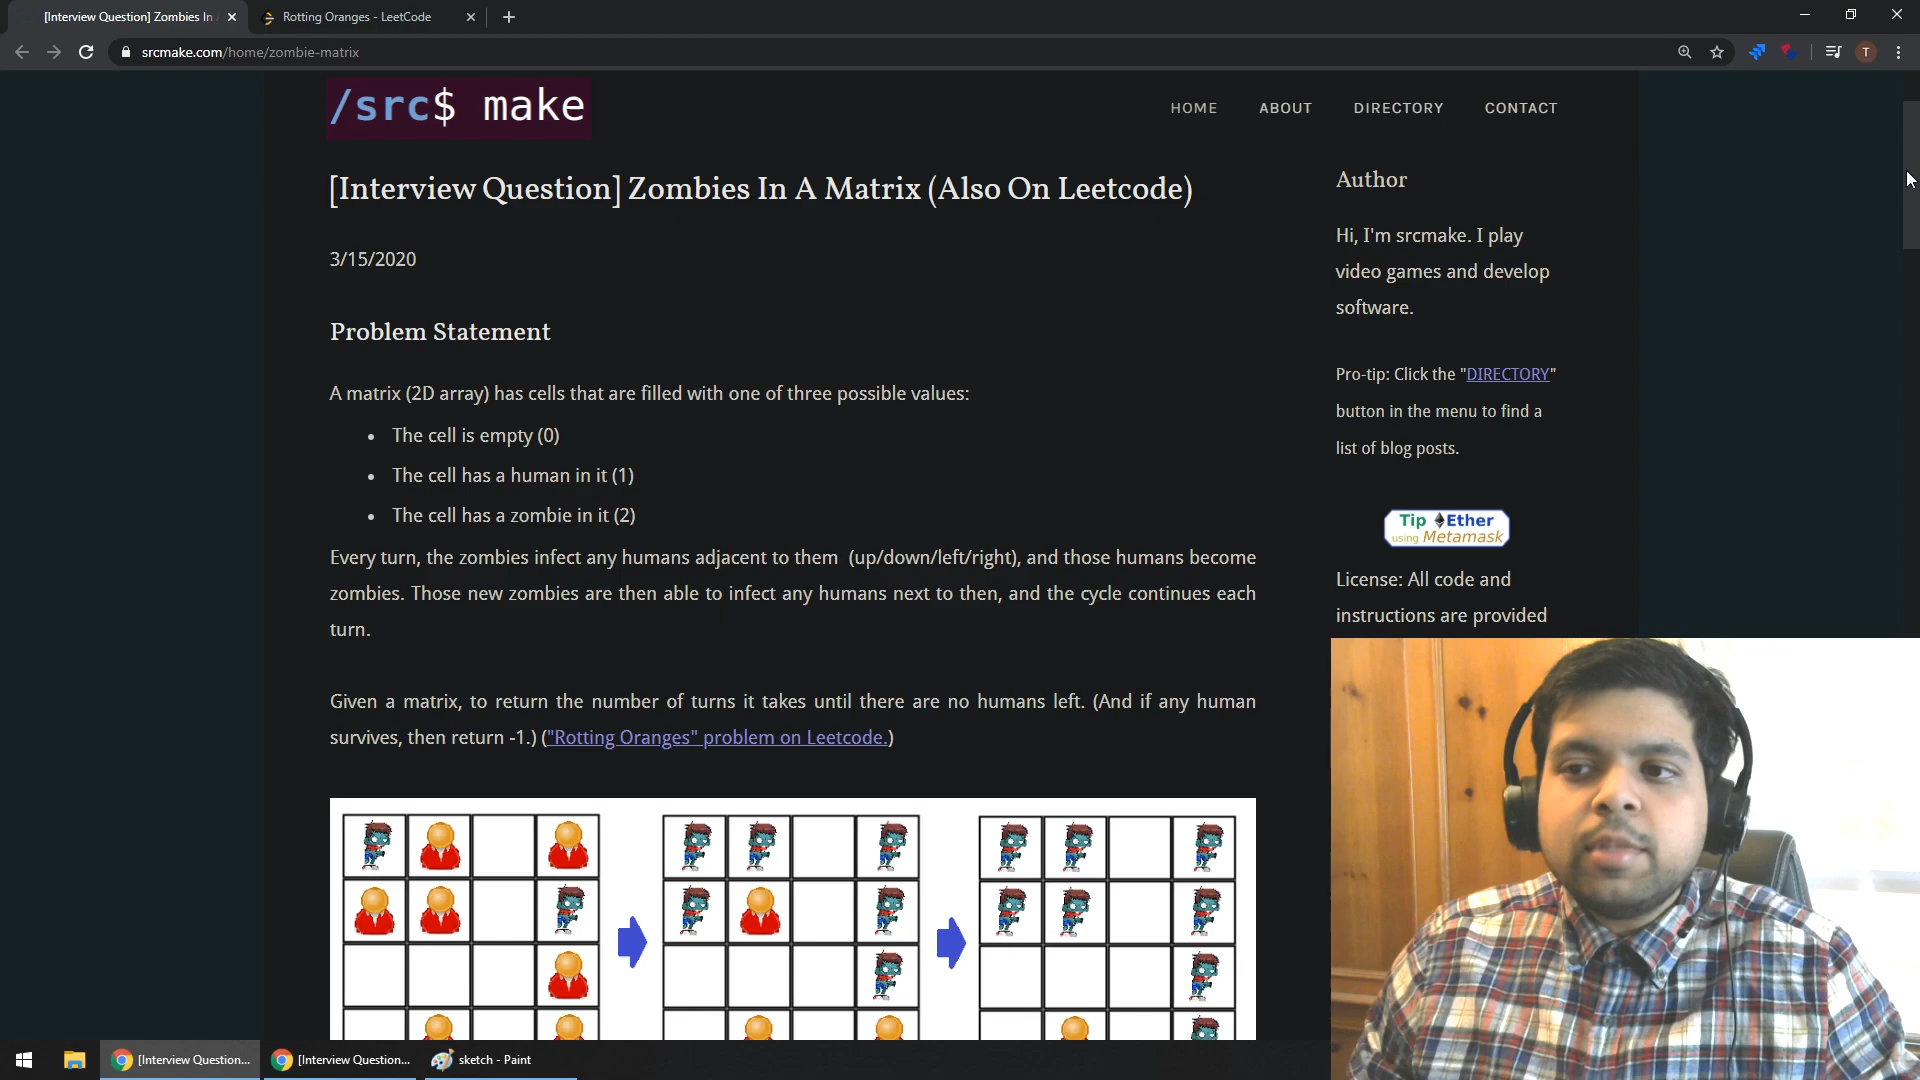 [Interview Question] Zombies In
Rotting Oranges - LeetCode
srcmake.com/home/zombie-matrix
T
/src$ make
HOME
ABOUT
DIRECTORY
CONTACT
[Interview Question] Zombies In A Matrix (Also On Leetcode)
3/15/2020
Problem Statement
A matrix (2D array) has cells that are filled with one of three possible values:
The cell is empty (0)
The cell has a human in it (1)
The cell has a zombie in it (2)
Every turn, the zombies infect any humans adjacent to them (up/down/left/right), and those humans become
zombies. Those new zombies are then able to infect any humans next to then, and the cycle continues each
turn.
Given a matrix, to return the number of turns it takes until there are no humans left. (And if any human
survives, then return -1.) ("Rotting Oranges" problem on Leetcode.)
Author
Hi, I'm srcmake. I play
video games and develop
software.
Pro-tip: Click the "DIRECTORY"
button in the menu to find a
list of blog posts.
Tip Ether
using Metamask
License: All code and
instructions are provided
[Interview Question...
[Interview Question...
sketch - Paint